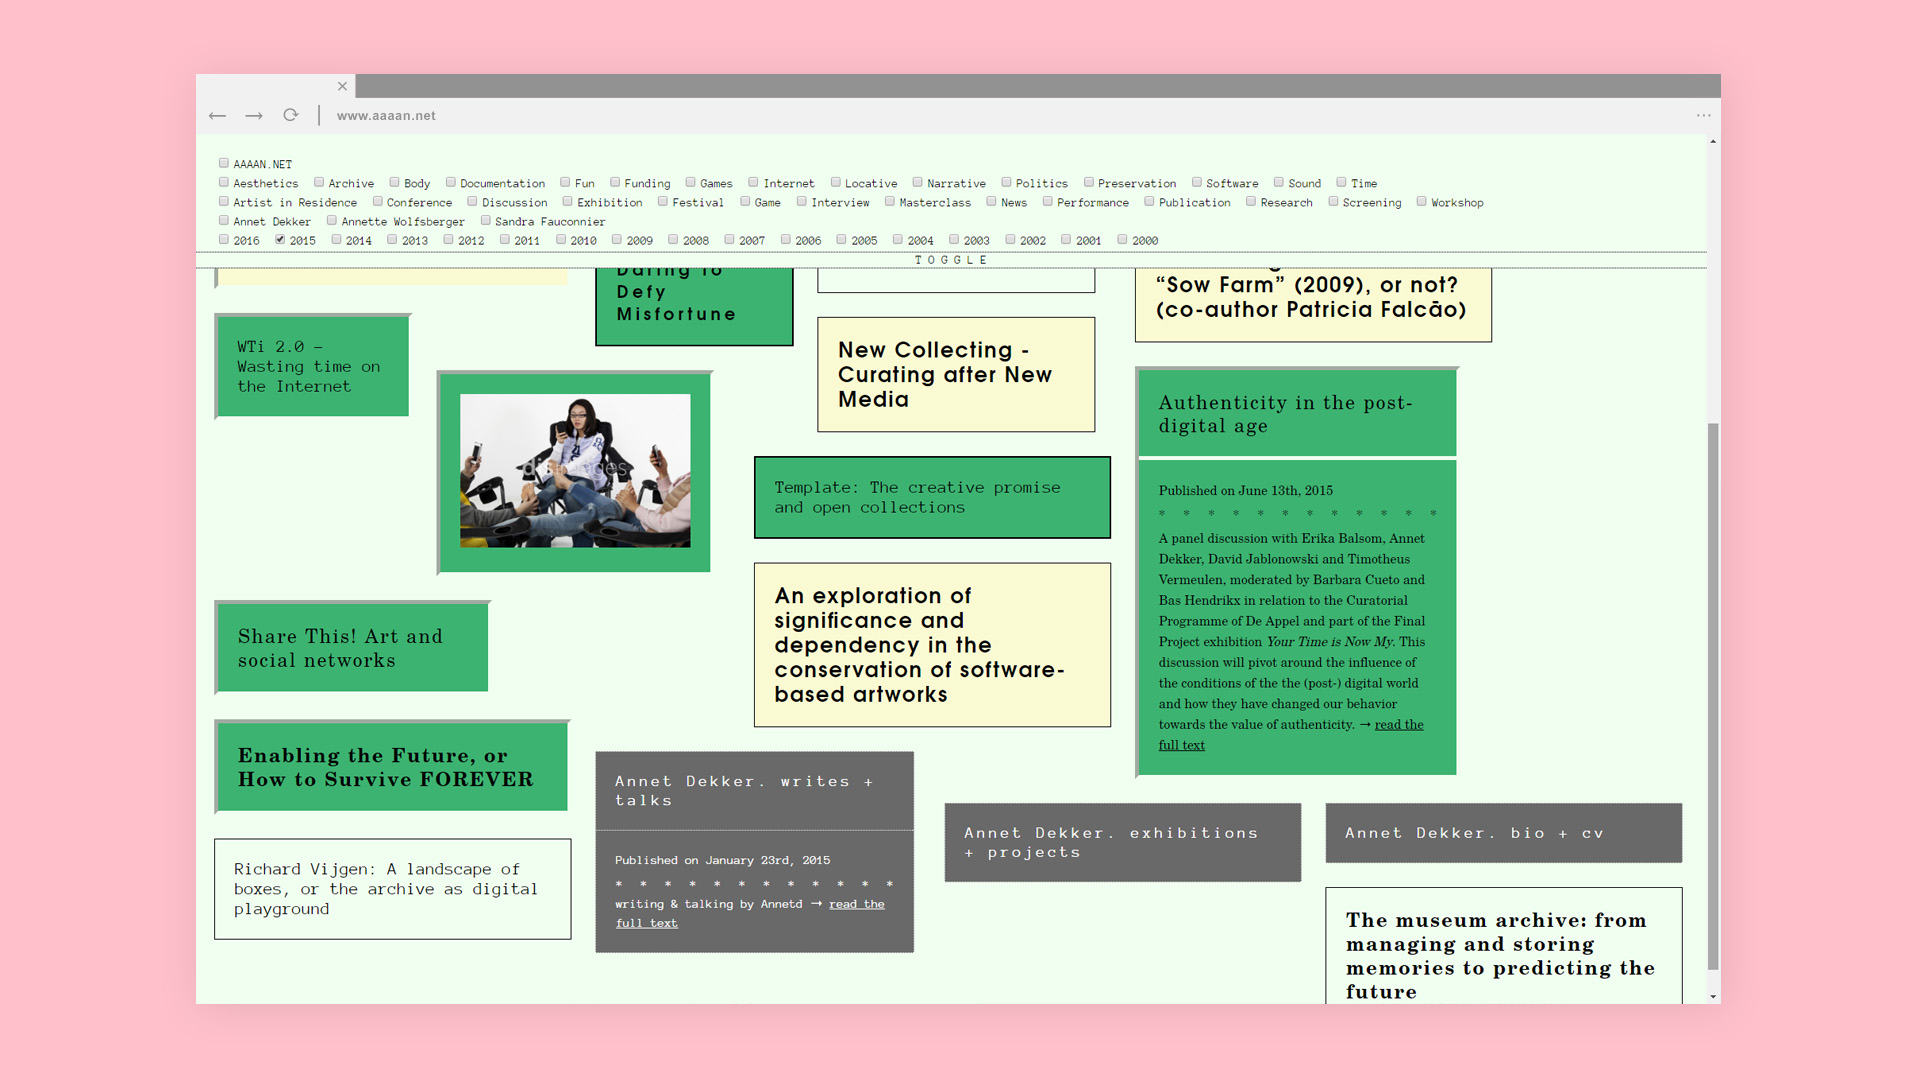 www.aaaan.net
AAAAN.NET
Aesthetics Archive Body Documentation Fun Funding Games Internet Locative Narrative Politics Preservation Software Sound Time
Artist in Residence Conference Discussion Exhibition Festival Game Interview Masterclass News Performance Publication Research Screening Workshop
Annet Dekker Annette Wolfsberger Sandra Fauconnier
2016 2015 2014 2013 2012 2011 2010 2009 2008 2007 2006 2005 2004 2003 2002 2001 2000
TOGGLE
Daring To
Defy
Misfortune
“Sow Farm” (2009), or not?
(co-author Patricia Falcão)
WTi 2.0 –
Wasting time on
the Internet
New Collecting -
Curating after New
Media
Authenticity in the post-
digital age
Published on June 13th, 2015
* * * * * * * * * * * *
A panel discussion with Erika Balsom, Annet
Dekker, David Jablonowski and Timotheus
Vermeulen, moderated by Barbara Cueto and
Bas Hendrikx in relation to the Curatorial
Programme of De Appel and part of the Final
Project exhibition Your Time is Now My. This
discussion will pivot around the influence of
the conditions of the the (post-) digital world
and how they have changed our behavior
towards the value of authenticity. → read the
full text
Template: The creative promise
and open collections
An exploration of
significance and
dependency in the
conservation of software-
based artworks
Share This! Art and
social networks
Enabling the Future, or
How to Survive FOREVER
Richard Vijgen: A landscape of
boxes, or the archive as digital
playground
Annet Dekker. writes +
talks
Published on January 23rd, 2015
* * * * * * * * * * * *
writing & talking by Annetd → read the
full text
Annet Dekker. exhibitions
+ projects
Annet Dekker. bio + cv
The museum archive: from
managing and storing
memories to predicting the
future